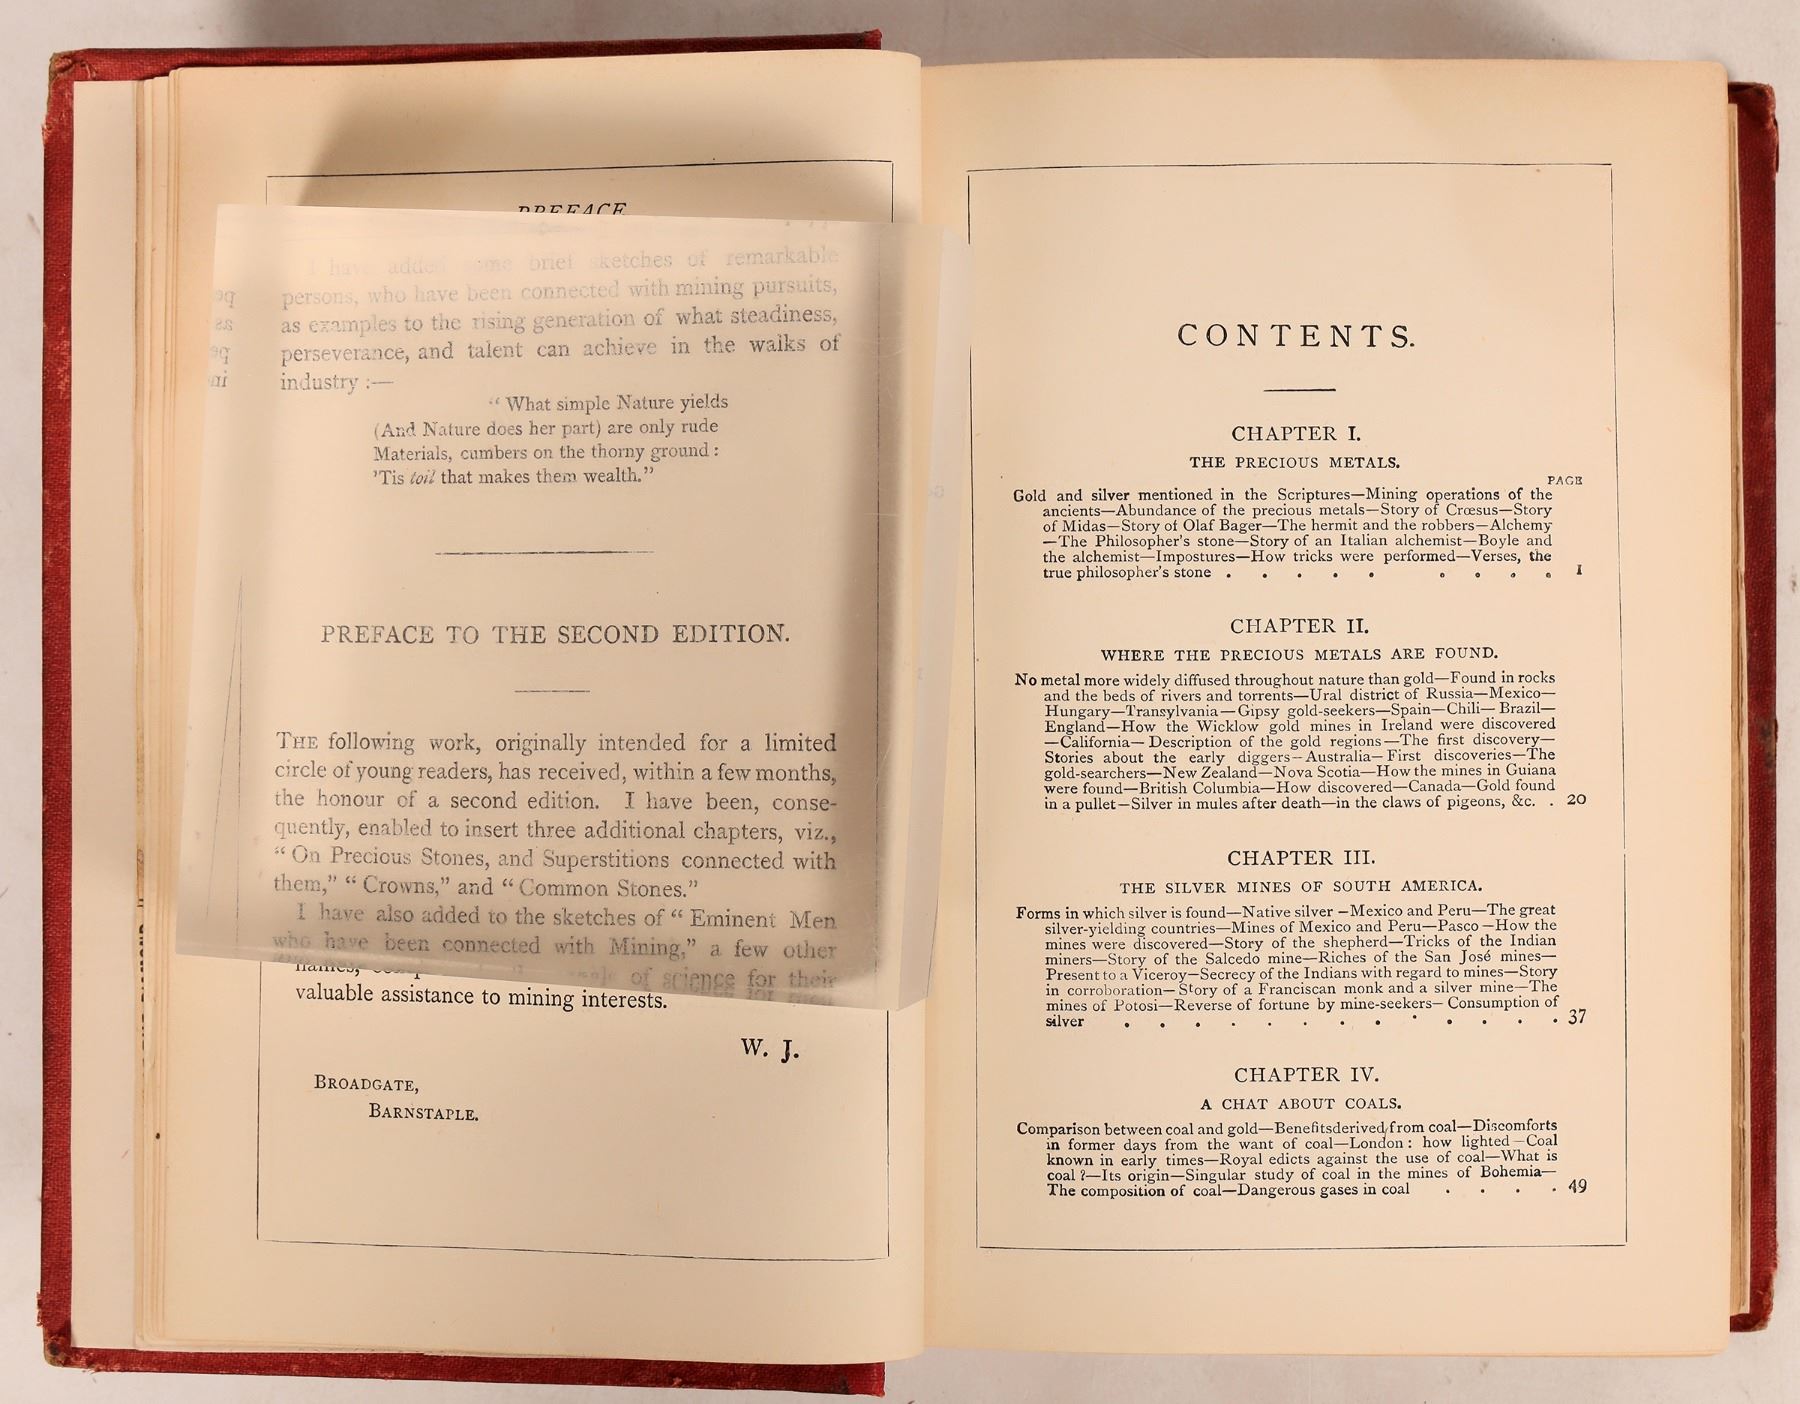 PREFACE
I have added some brief sketches of remarkable
persons, who have been connected with mining pursuits,
as examples to the rising generation of what steadiness,
perseverance, and talent can achieve in the walks of
industry :—
“ What simple Nature yields
(And Nature does her part) are only rude
Materials, cumbers on the thorny ground :
’Tis toil that makes them wealth.”
PREFACE TO THE SECOND EDITION.
THE following work, originally intended for a limited
circle of young readers, has received, within a few months,
the honour of a second edition. I have been, conse-
quently, enabled to insert three additional chapters, viz.,
“ On Precious Stones, and Superstitions connected with
them,” “ Crowns,” and “ Common Stones.”
I have also added to the sketches of “ Eminent Men
who have been connected with Mining,” a few other
names, of science for their
valuable assistance to mining interests.
W. J.
BROADGATE,
BARNSTAPLE.
CONTENTS.
CHAPTER I.
THE PRECIOUS METALS.
PAGE
Gold and silver mentioned in the Scriptures—Mining operations of the
ancients—Abundance of the precious metals—Story of Crœsus—Story
of Midas—Story of Olaf Bager—The hermit and the robbers—Alchemy
—The Philosopher’s stone—Story of an Italian alchemist—Boyle and
the alchemist—Impostures—How tricks were performed—Verses, the
true philosopher’s stone . . . . . . . . . 1
CHAPTER II.
WHERE THE PRECIOUS METALS ARE FOUND.
No metal more widely diffused throughout nature than gold—Found in rocks
and the beds of rivers and torrents—Ural district of Russia—Mexico—
Hungary—Transylvania—Gipsy gold-seekers—Spain—Chili—Brazil—
England—How the Wicklow gold mines in Ireland were discovered
—California—Description of the gold regions—The first discovery—
Stories about the early diggers—Australia—First discoveries—The
gold-searchers—New Zealand—Nova Scotia—How the mines in Guiana
were found—British Columbia—How discovered—Canada—Gold found
in a pullet—Silver in mules after death—in the claws of pigeons, &c. . 20
CHAPTER III.
THE SILVER MINES OF SOUTH AMERICA.
Forms in which silver is found—Native silver—Mexico and Peru—The great
silver-yielding countries—Mines of Mexico and Peru—Pasco—How the
mines were discovered—Story of the shepherd—Tricks of the Indian
miners—Story of the Salcedo mine—Riches of the San José mines—
Present to a Viceroy—Secrecy of the Indians with regard to mines—Story
in corroboration—Story of a Franciscan monk and a silver mine—The
mines of Potosi—Reverse of fortune by mine-seekers—Consumption of
silver . . . . . . . . . . . . . 37
CHAPTER IV.
A CHAT ABOUT COALS.
Comparison between coal and gold—Benefitsderived from coal—Discomforts
in former days from the want of coal—London : how lighted—Coal
known in early times—Royal edicts against the use of coal—What is
coal ?—Its origin—Singular study of coal in the mines of Bohemia—
The composition of coal—Dangerous gases in coal . . . . 49